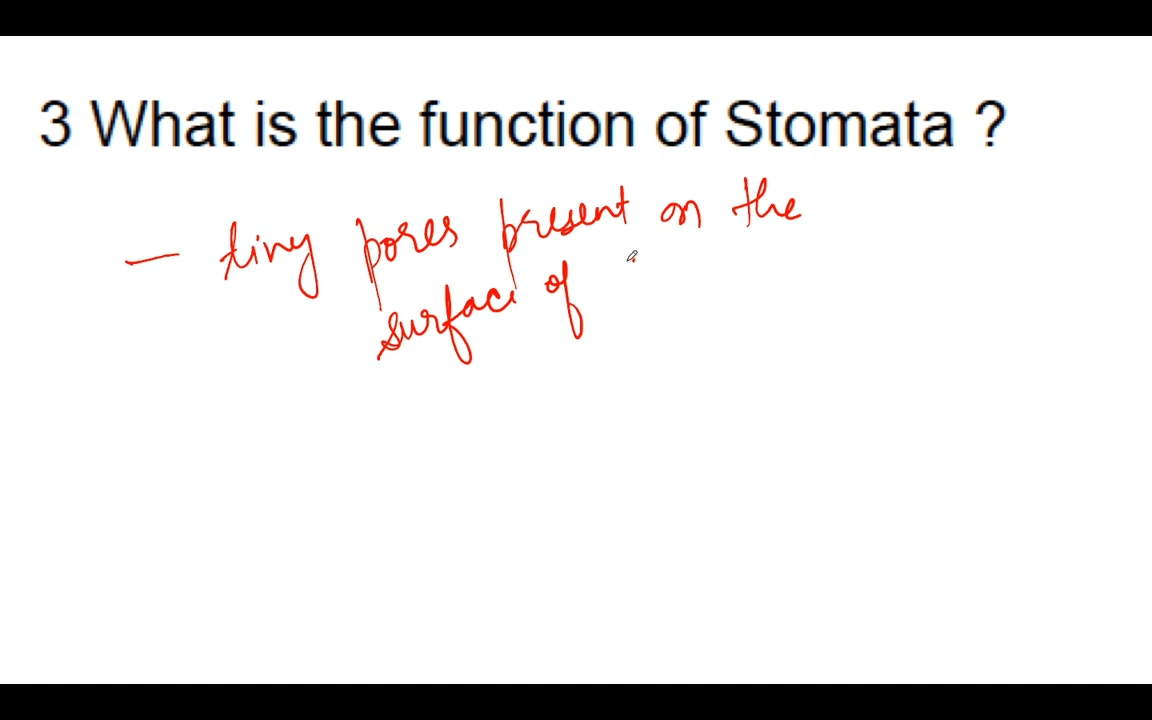 3 What is the function of Stomata ?
— tiny pores present on the
surface of